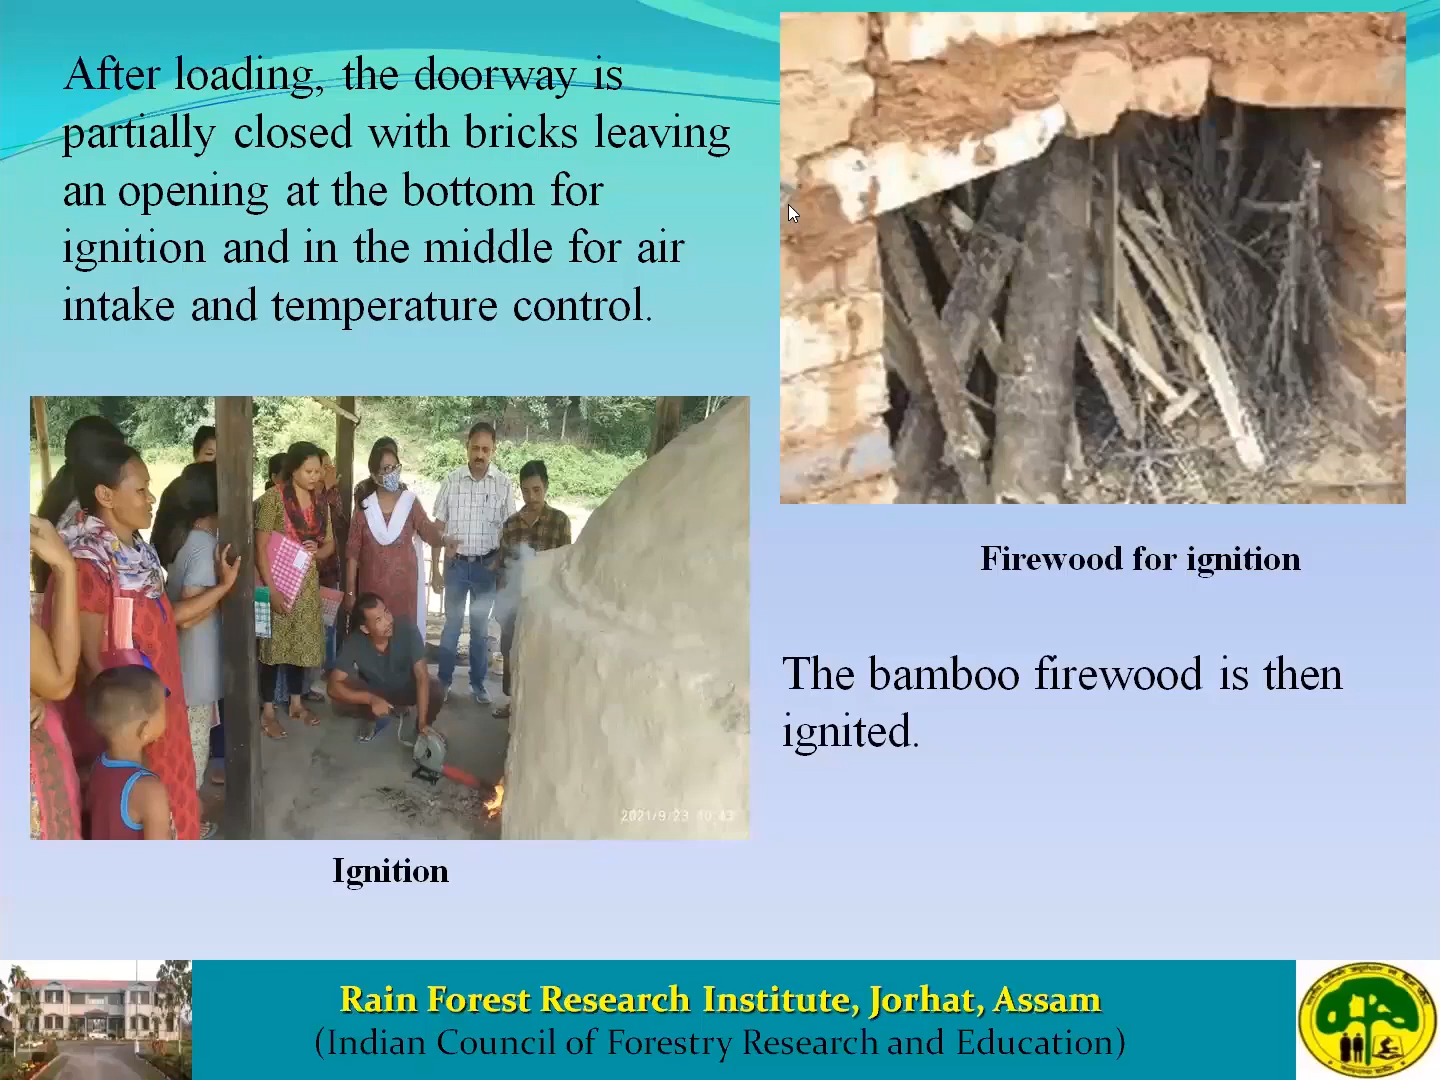 After loading, the doorway is
partially closed with bricks leaving
an opening at the bottom for
ignition and in the middle for air
intake and temperature control.
Firewood for ignition
The bamboo firewood is then
ignited.
2021/9/23 10:43
Ignition
Rain Forest Research Institute, Jorhat, Assam
(Indian Council of Forestry Research and Education)